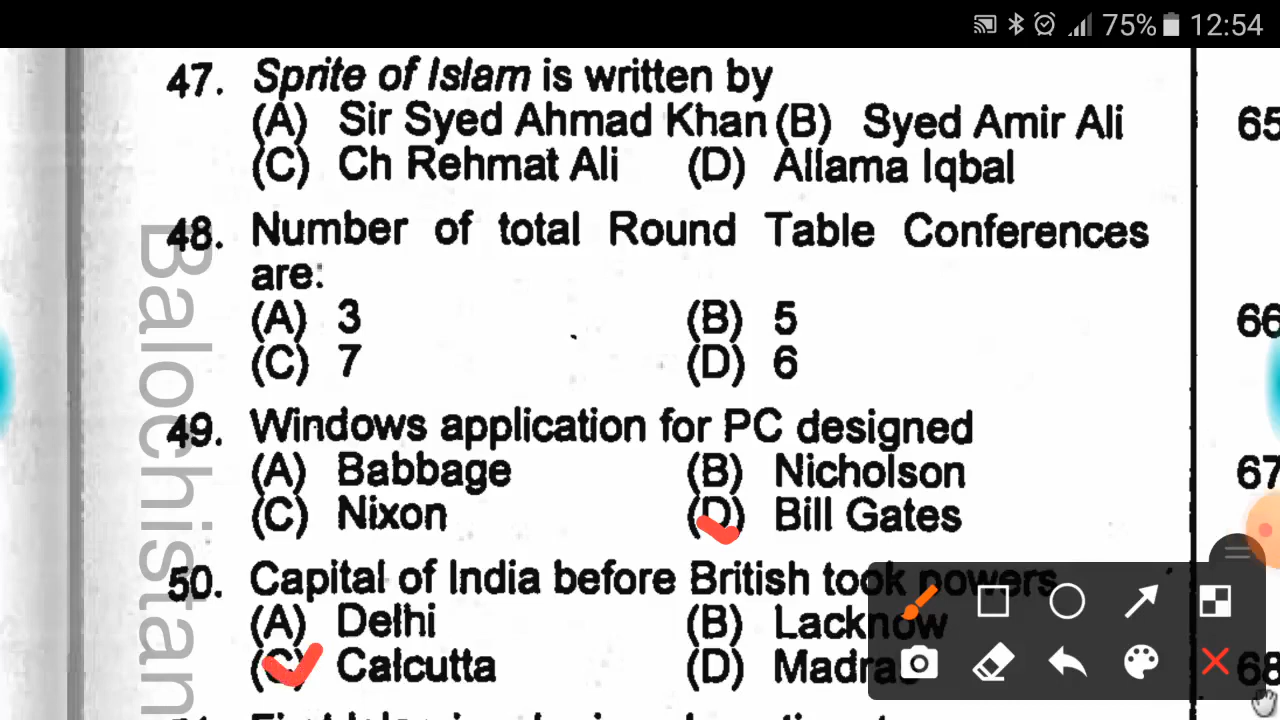 75% 12:54
47. Sprite of Islam is written by
(A) Sir Syed Ahmad Khan (B) Syed Amir Ali
(C) Ch Rehmat Ali (D) Allama Iqbal
48. Number of total Round Table Conferences
are:
(A) 3 (B) 5
(C) 7 (D) 6
49. Windows application for PC designed
(A) Babbage (B) Nicholson
(C) Nixon (D) Bill Gates
50. Capital of India before British took powers
(A) Delhi (B) Lacknow
(C) Calcutta (D) Madra
Balochistan
65
66
67
68